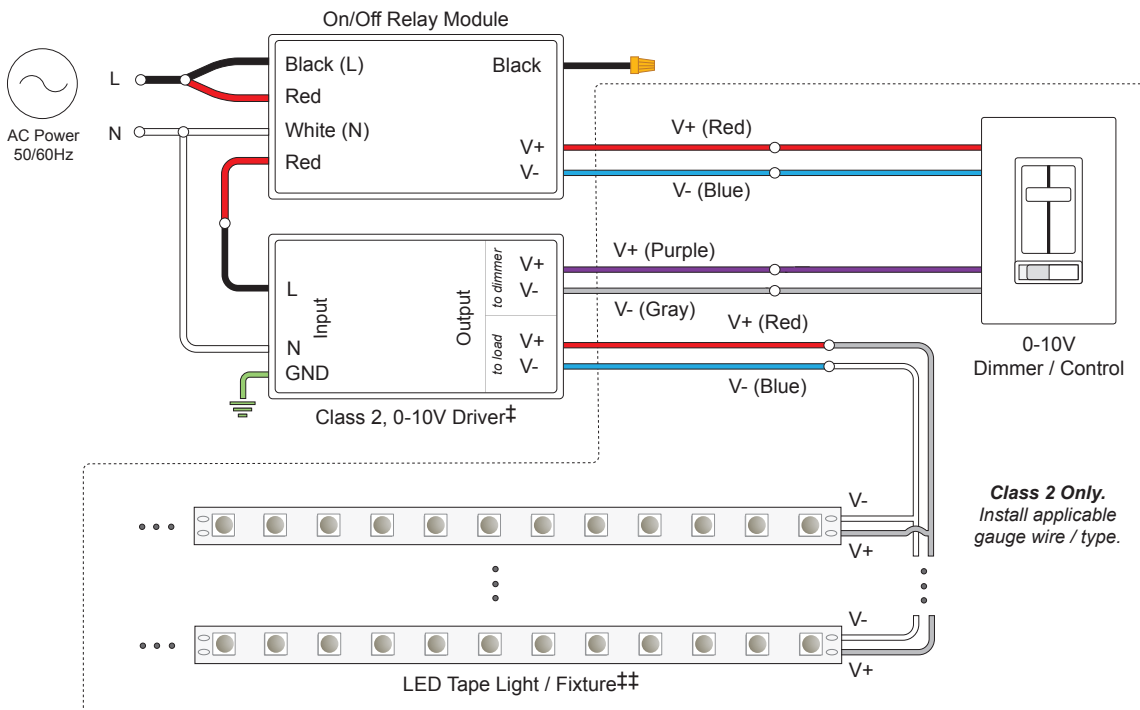 On/Off Relay Module
AC Power
50/60Hz
L
N
Black (L)
Red
White (N)
Red
Black
V+
V-
V+ (Red)
V- (Blue)
L
N
GND
Input
Output
to dimmer
V+
V-
to load
V+
V-
V+ (Purple)
V- (Gray)
V+ (Red)
V- (Blue)
0-10V
Dimmer / Control
Class 2, 0-10V Driver‡
V-
V+
Class 2 Only.
Install applicable
gauge wire / type.
V-
V+
LED Tape Light / Fixture‡‡